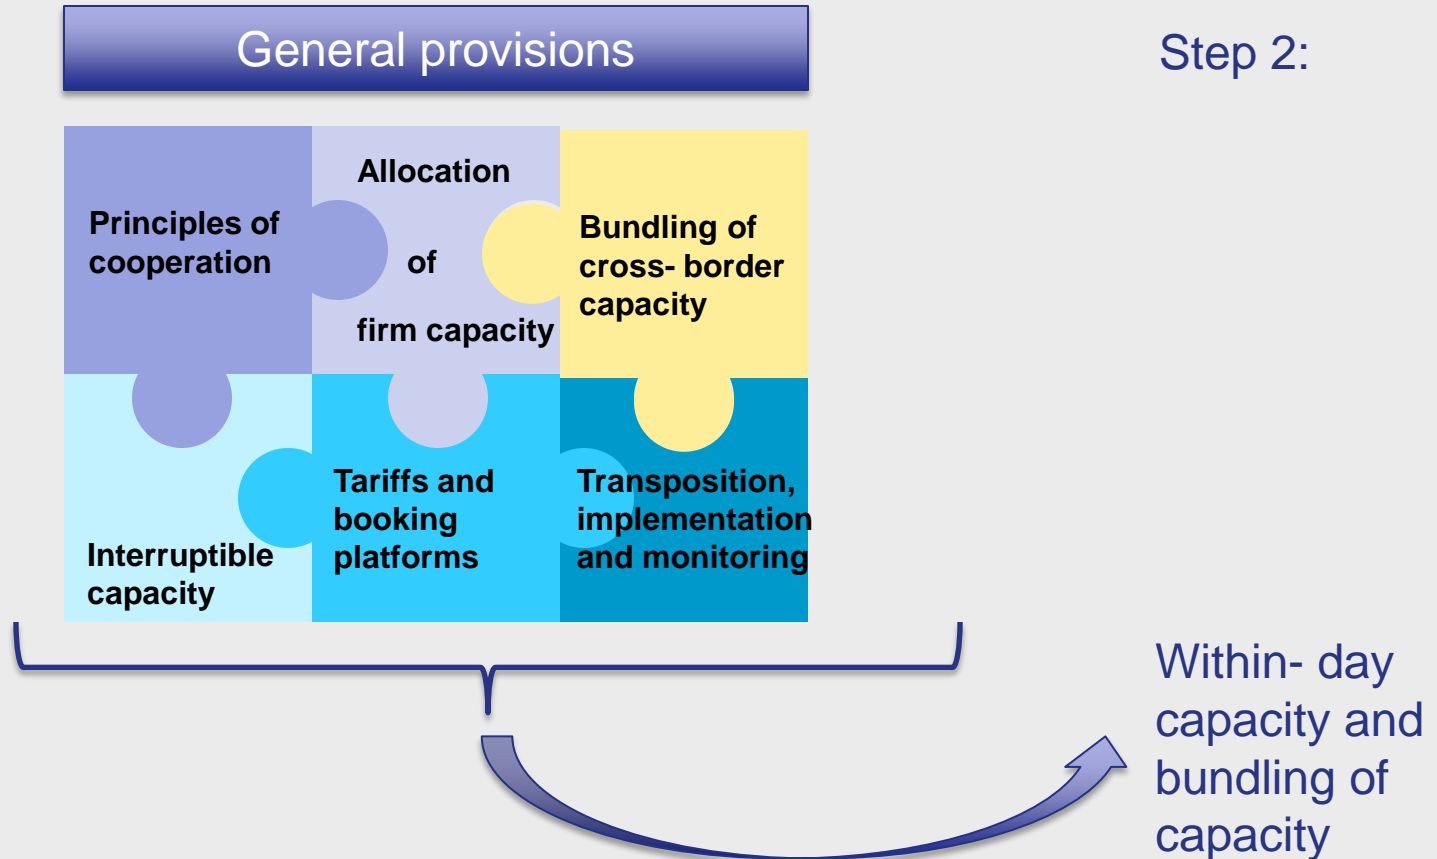 General provisions
Step 2:
Principles of
cooperation
Allocation
of
firm capacity
Bundling of
cross- border
capacity
Interruptible
capacity
Tariffs and
booking
platforms
Transposition,
implementation
and monitoring
Within- day
capacity and
bundling of
capacity